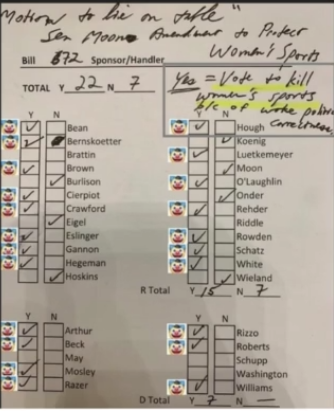 Motion to lie on table"
Sen Moon Amendment to Protect
Women's Sports
Bill 572 Sponsor/Handler
TOTAL Y 22 N 7
Yes = Vote to kill
women's sports
b/c of woke political
correctness
Y N
Bean
Bernskoetter
Brattin
Brown
Burlison
Cierpiot
Crawford
Eigel
Eslinger
Gannon
Hegeman
Hoskins
Y N
Hough
Koenig
Luetkemeyer
Moon
O'Laughlin
Onder
Rehder
Riddle
Rowden
Schatz
White
Wieland
R Total Y 15 N 7
Y N
Arthur
Beck
May
Mosley
Razer
Y N
Rizzo
Roberts
Schupp
Washington
Williams
D Total Y 7 N —